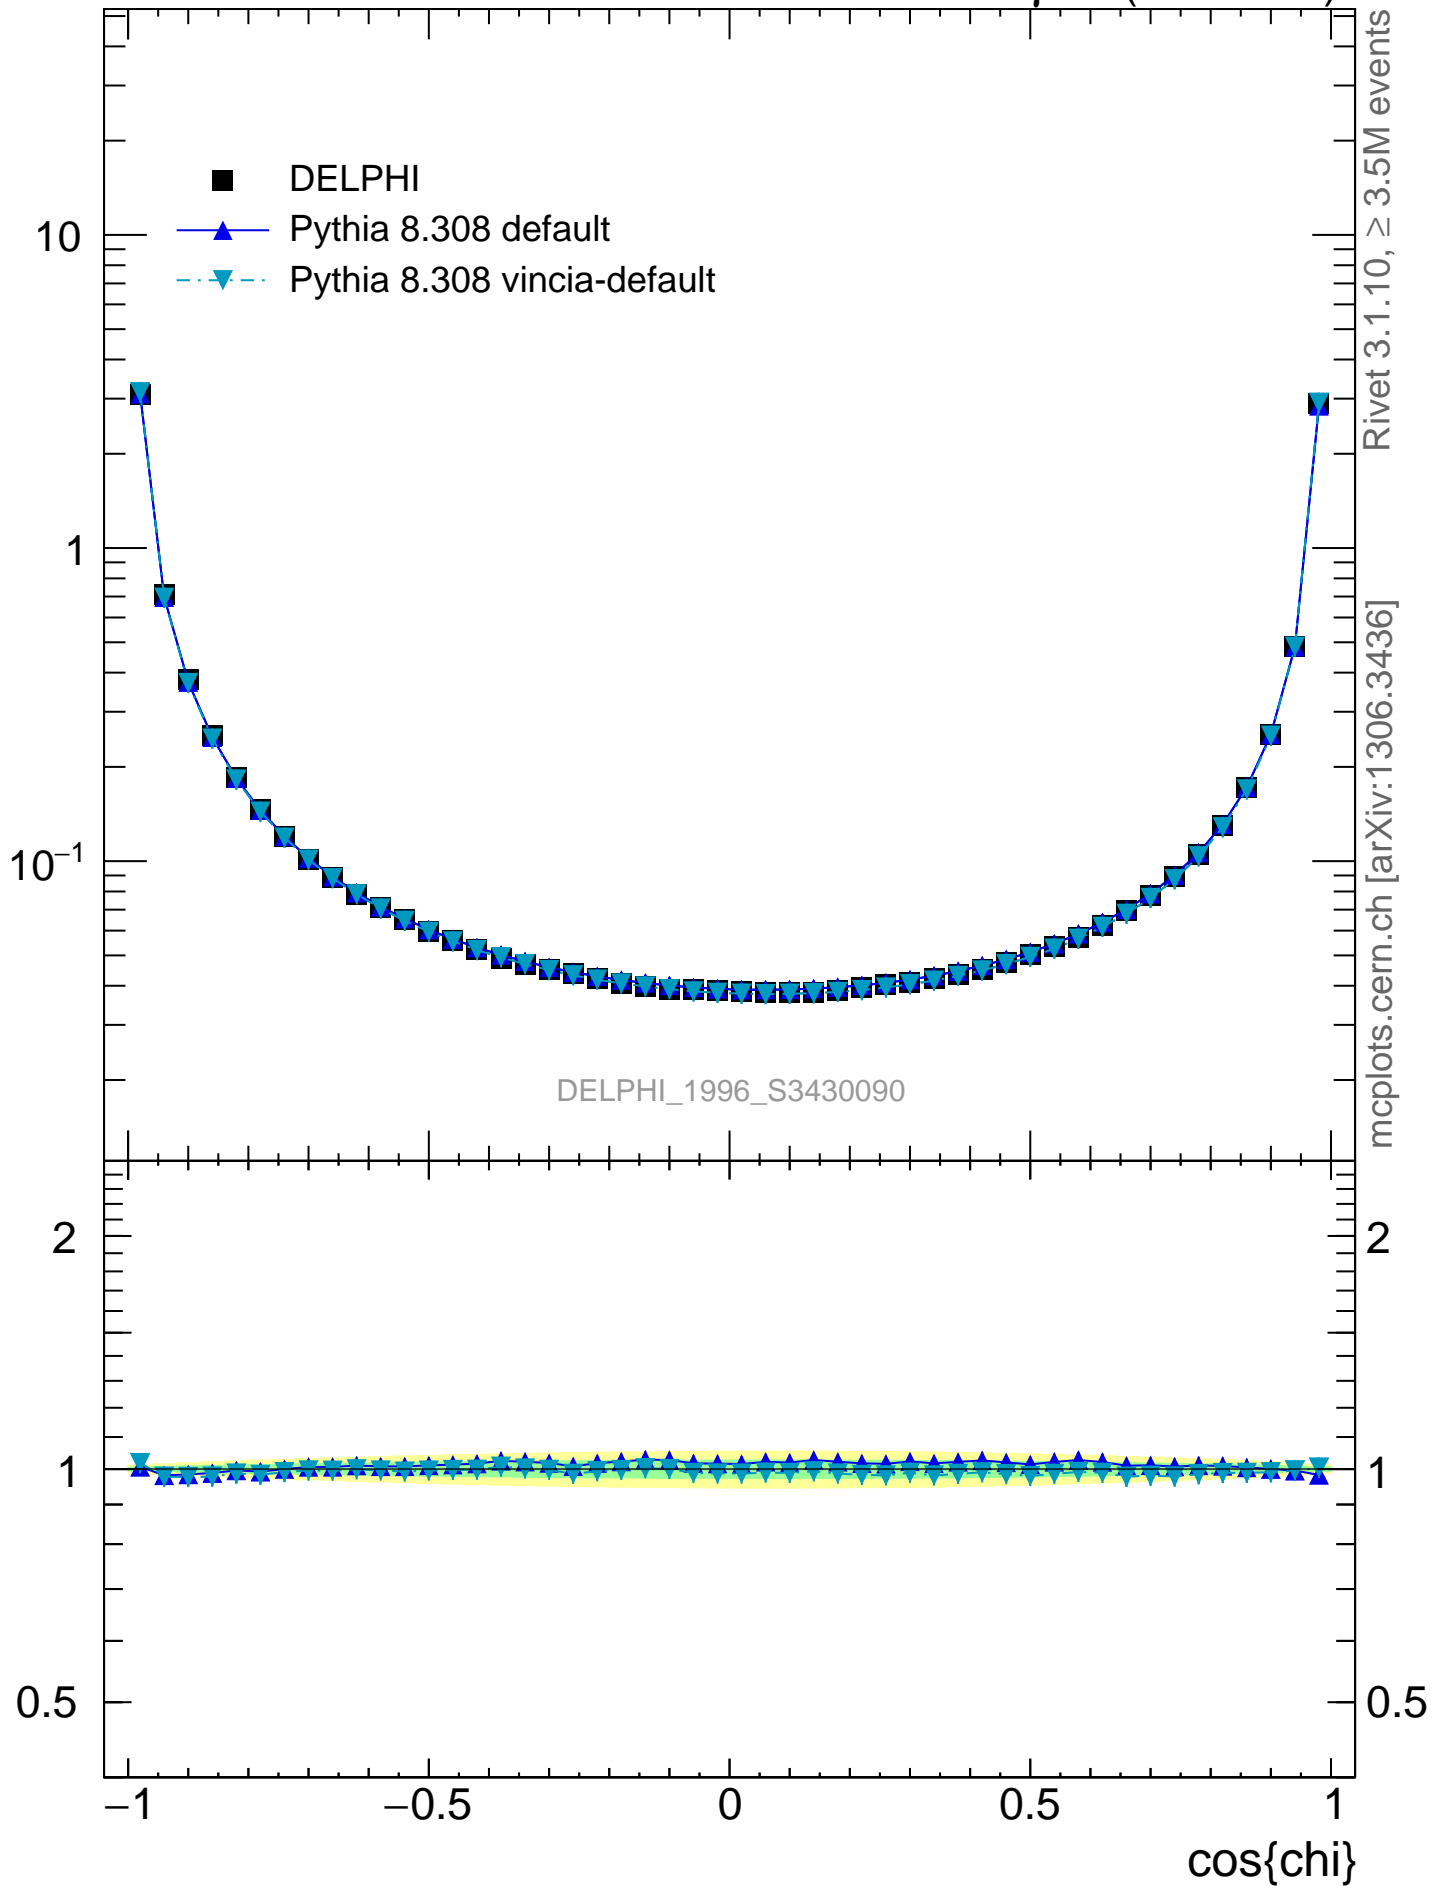 DELPHI
Pythia 8.308 default
Pythia 8.308 vincia-default
10
1
10⁻¹
DELPHI_1996_S3430090
Rivet 3.1.10, ≥ 3.5M events
mcplots.cern.ch [arXiv:1306.3436]
2
1
0.5
2
1
0.5
−1
−0.5
0
0.5
1
cos{chi}